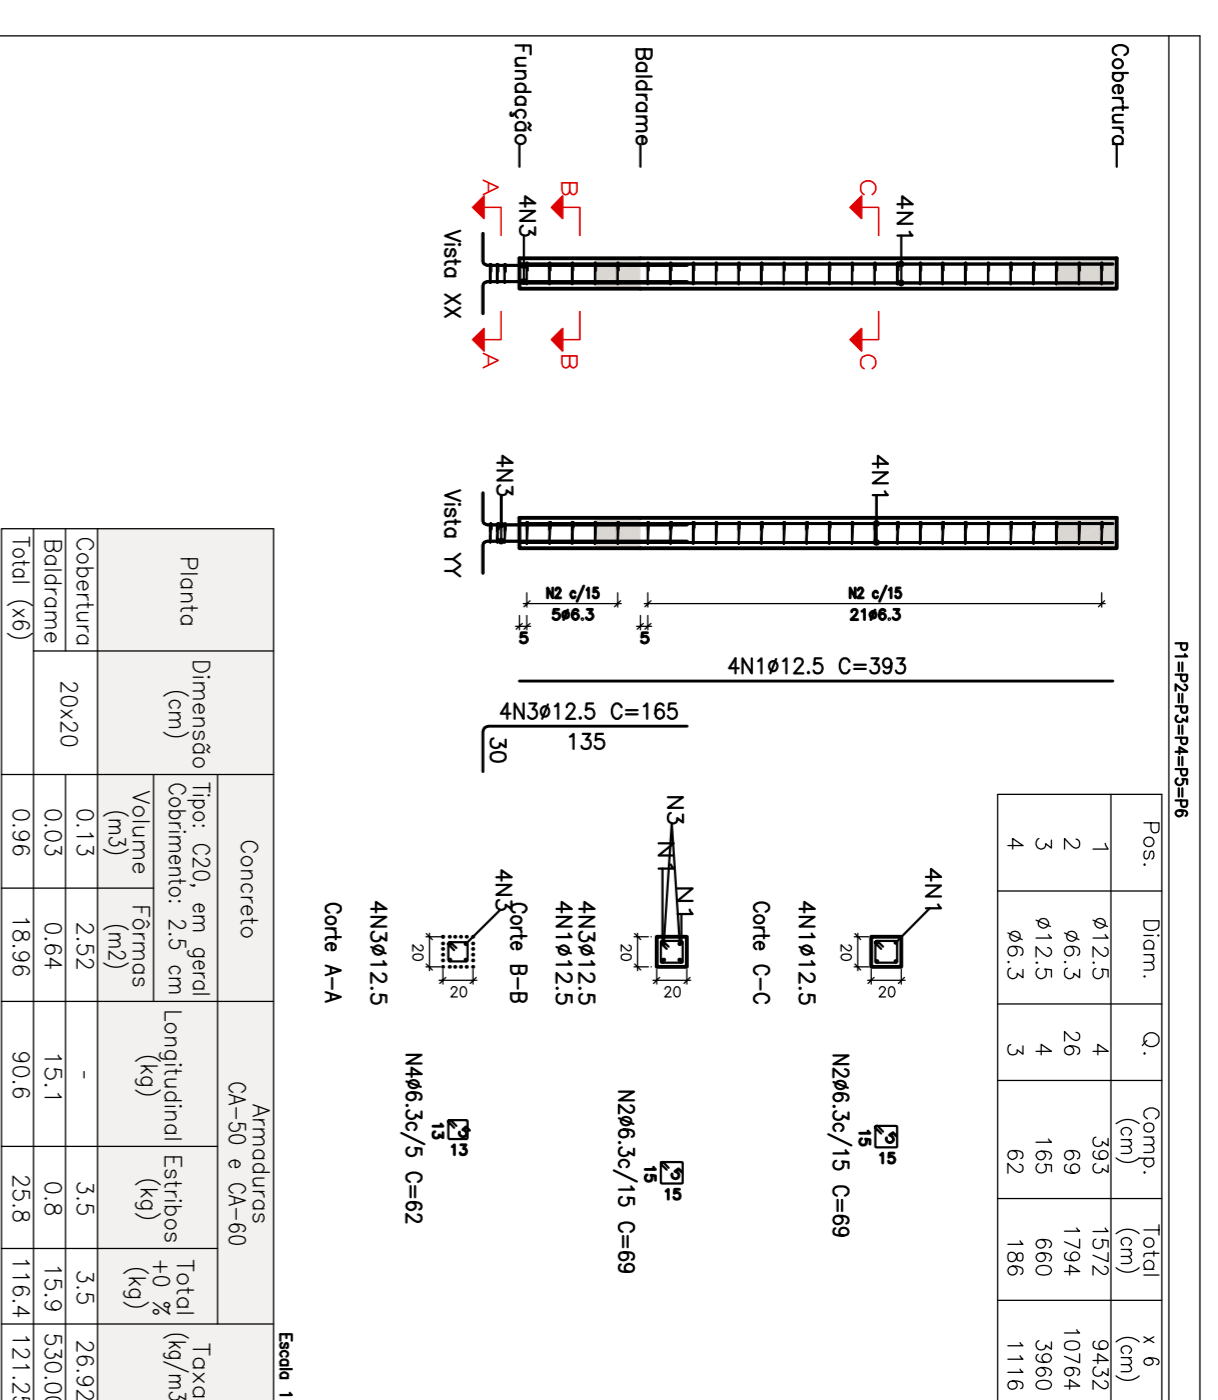 P1=P2=P3=P4=P5=P6
Cobertura
Baldrame
Fundação
C C
B B
A A
4N1
4N3
Vista XX
4N1
4N3
Vista YY
N2 c/15
21ø6.3
N2 c/15
5ø6.3
5
5
4N1ø12.5 C=393
4N3ø12.5 C=165
135
30
Pos. Diam. Q. Comp. (cm) Total (cm) x 6 (cm)
1 ø12.5 4 393 1572 9432
2 ø6.3 26 69 1794 10764
3 ø12.5 4 165 660 3960
4 ø6.3 3 62 186 1116
4N1
20
20
4N1ø12.5
Corte C-C
15
15
N2ø6.3c/15 C=69
N3
N1
N1
20
20
4N3ø12.5
4N1ø12.5
Corte B-B
15
15
N2ø6.3c/15 C=69
4N3
20
20
4N3ø12.5
Corte A-A
13
13
N4ø6.3c/5 C=62
Escala 1
Planta
Dimensão
(cm)
Concreto
Tipo: C20, em geral
Cobrimento: 2.5 cm
Volume
(m3)
Fôrmas
(m2)
Armaduras
CA-50 e CA-60
Longitudinal
(kg)
Estribos
(kg)
Total
+0 %
(kg)
Taxa
(kg/m3
Cobertura 20x20 0.13 2.52 - 3.5 3.5 26.92
Baldrame 0.03 0.64 15.1 0.8 15.9 530.00
Total (x6) 0.96 18.96 90.6 25.8 116.4 121.25